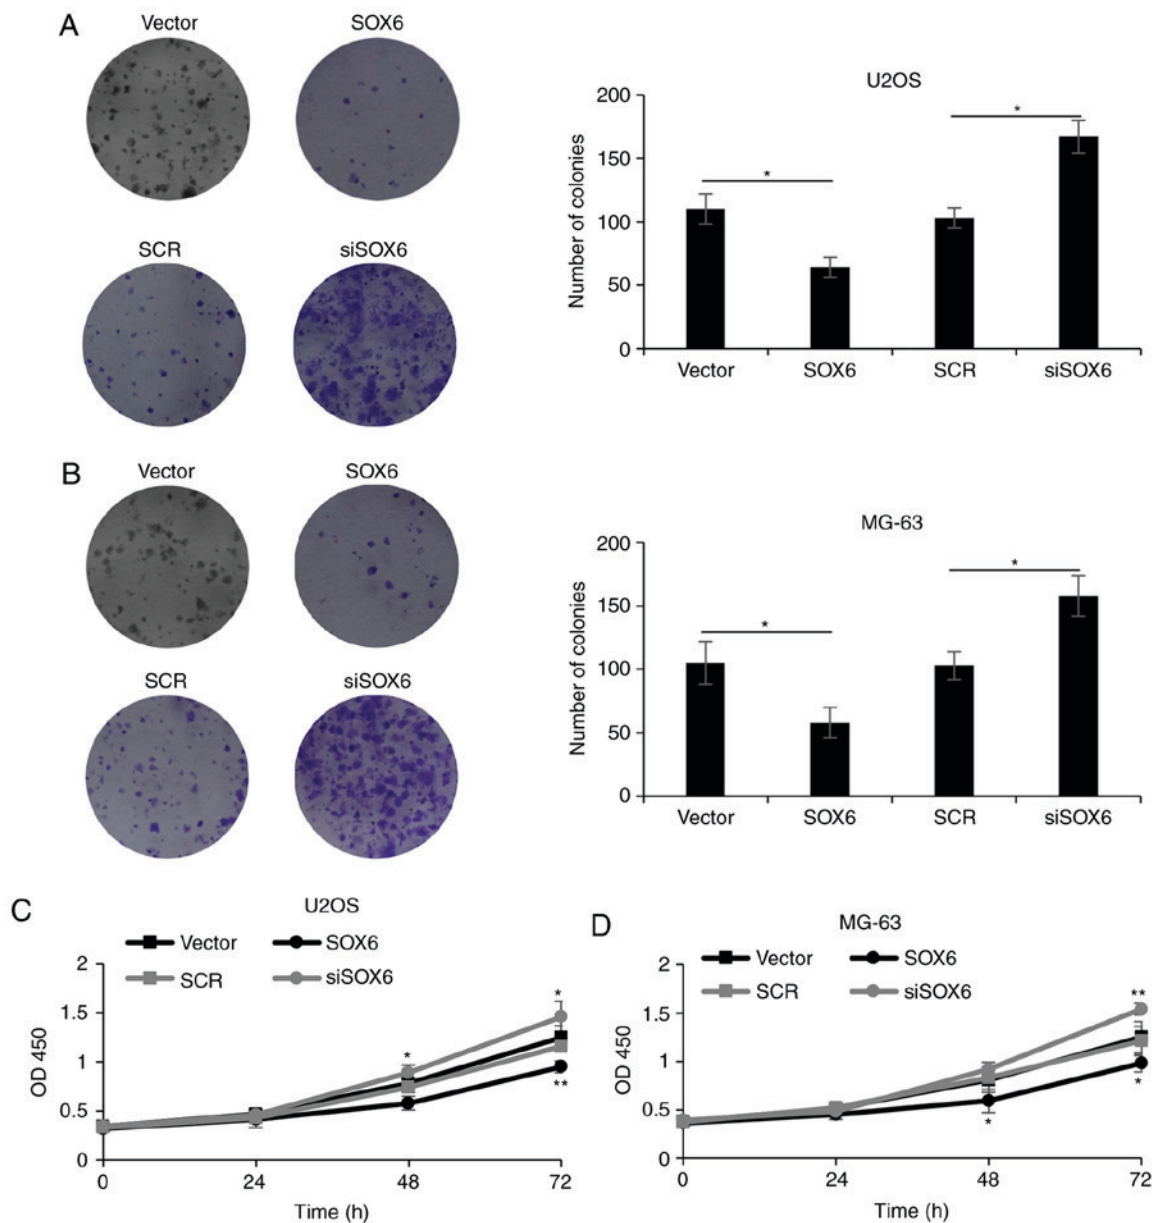 A
Vector
SOX6
SCR
siSOX6
U2OS
Number of colonies
200
150
100
50
0
*
*
Vector
SOX6
SCR
siSOX6
B
Vector
SOX6
SCR
siSOX6
MG-63
Number of colonies
200
150
100
50
0
*
*
Vector
SOX6
SCR
siSOX6
C
U2OS
Vector
SOX6
SCR
siSOX6
OD 450
2
1.5
1
0.5
0
*
*
**
0
24
48
72
Time (h)
D
MG-63
Vector
SOX6
SCR
siSOX6
OD 450
2
1.5
1
0.5
0
**
*
*
0
24
48
72
Time (h)